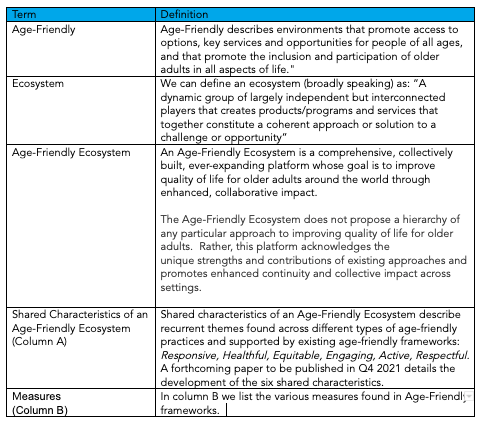 Term Definition
Age-Friendly Age-Friendly describes environments that promote access to
options, key services and opportunities for people of all ages,
and that promote the inclusion and participation of older
adults in all aspects of life."
Ecosystem We can define an ecosystem (broadly speaking) as: “A
dynamic group of largely independent but interconnected
players that creates products/programs and services that
together constitute a coherent approach or solution to a
challenge or opportunity”
Age-Friendly Ecosystem An Age-Friendly Ecosystem is a comprehensive, collectively
built, ever-expanding platform whose goal is to improve
quality of life for older adults around the world through
enhanced, collaborative impact.
The Age-Friendly Ecosystem does not propose a hierarchy of
any particular approach to improving quality of life for older
adults. Rather, this platform acknowledges the
unique strengths and contributions of existing approaches and
promotes enhanced continuity and collective impact across
settings.
Shared Characteristics of an Shared characteristics of an Age-Friendly Ecosystem describe
Age-Friendly Ecosystem recurrent themes found across different types of age-friendly
(Column A) practices and supported by existing age-friendly frameworks:
Responsive, Healthful, Equitable, Engaging, Active, Respectful.
A forthcoming paper to be published in Q4 2021 details the
development of the six shared characteristics.
Measures In column B we list the various measures found in Age-Friendly
(Column B) frameworks.